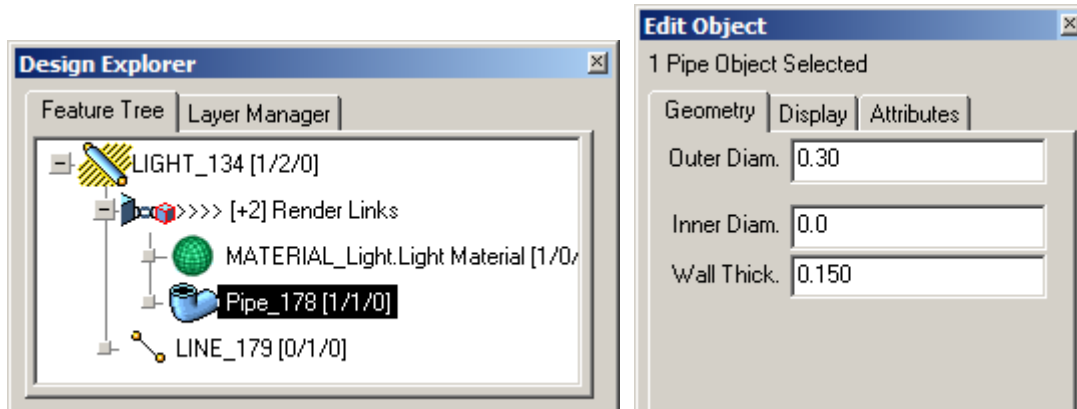 Design Explorer
Feature Tree
Layer Manager
LIGHT_134 [1/2/0]
>>>> [+2] Render Links
MATERIAL_Light.Light Material [1/0/
Pipe_178 [1/1/0]
LINE_179 [0/1/0]
Edit Object
1 Pipe Object Selected
Geometry
Display
Attributes
Outer Diam. 0.30
Inner Diam. 0.0
Wall Thick. 0.150